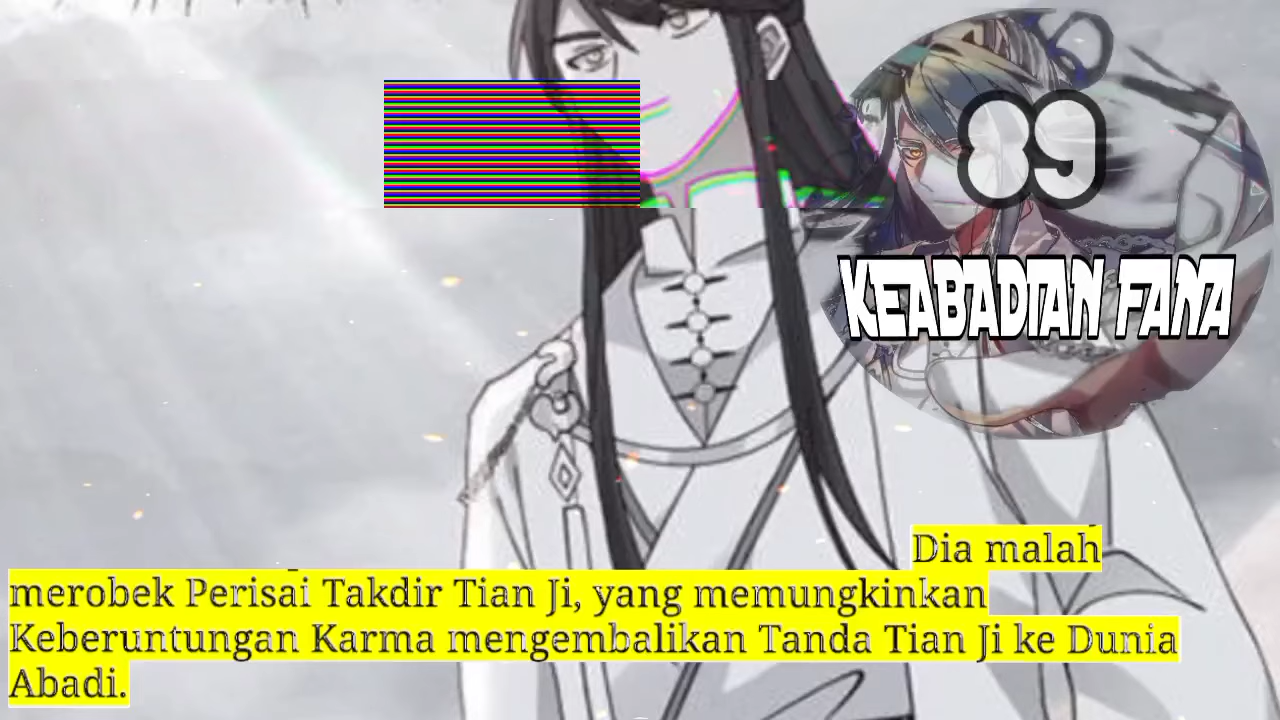 89
KEABADIAN FANA
Dia malah
merobek Perisai Takdir Tian Ji, yang memungkinkan
Keberuntungan Karma mengembalikan Tanda Tian Ji ke Dunia
Abadi.